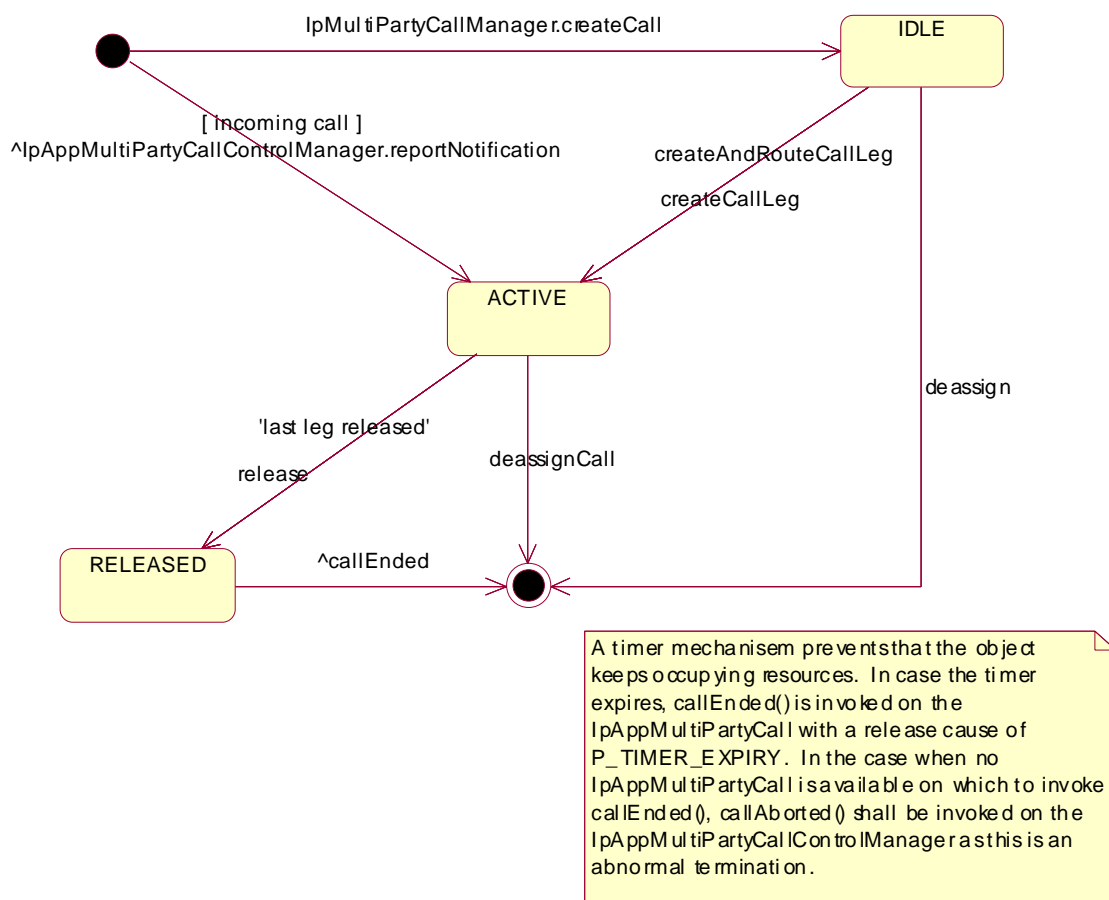 IpMultiPartyCallManager.createCall
IDLE
[ incoming call ]
^IpAppMultiPartyCallControlManager.reportNotification
createAndRouteCallLeg
createCallLeg
ACTIVE
deassign
'last leg released'
release
deassignCall
RELEASED
^callEnded
A timer mechanisem prevents that the object
keeps occupying resources. In case the timer
expires, callEnded() is invoked on the
IpAppMultiPartyCall with a release cause of
P_TIMER_EXPIRY. In the case when no
IpAppMultiPartyCall is available on which to invoke
callEnded(), callAborted() shall be invoked on the
IpAppMultiPartyCallControlManager as this is an
abnormal termination.